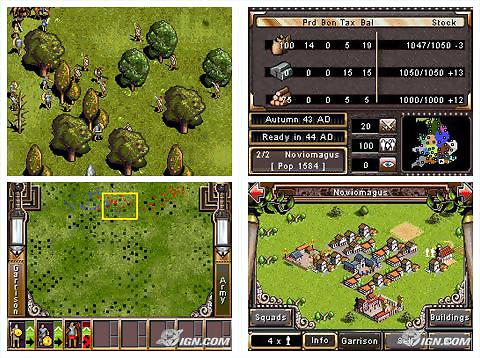 Prd Bon Tax Bal Stock
100 14 0 5 19 1047/1050 -3
0 0 15 15 1050/1050 +13
75 0 0 5 5 1000/1000 +12
Autumn 43 AD
Ready in 44 AD
2/2 Noviomagus
[ Pop 1584 ]
20
100
0
Garrison
Army
IGN.COM
Noviomagus
Squads
Buildings
4 x
Info
Garrison
IGN.COM